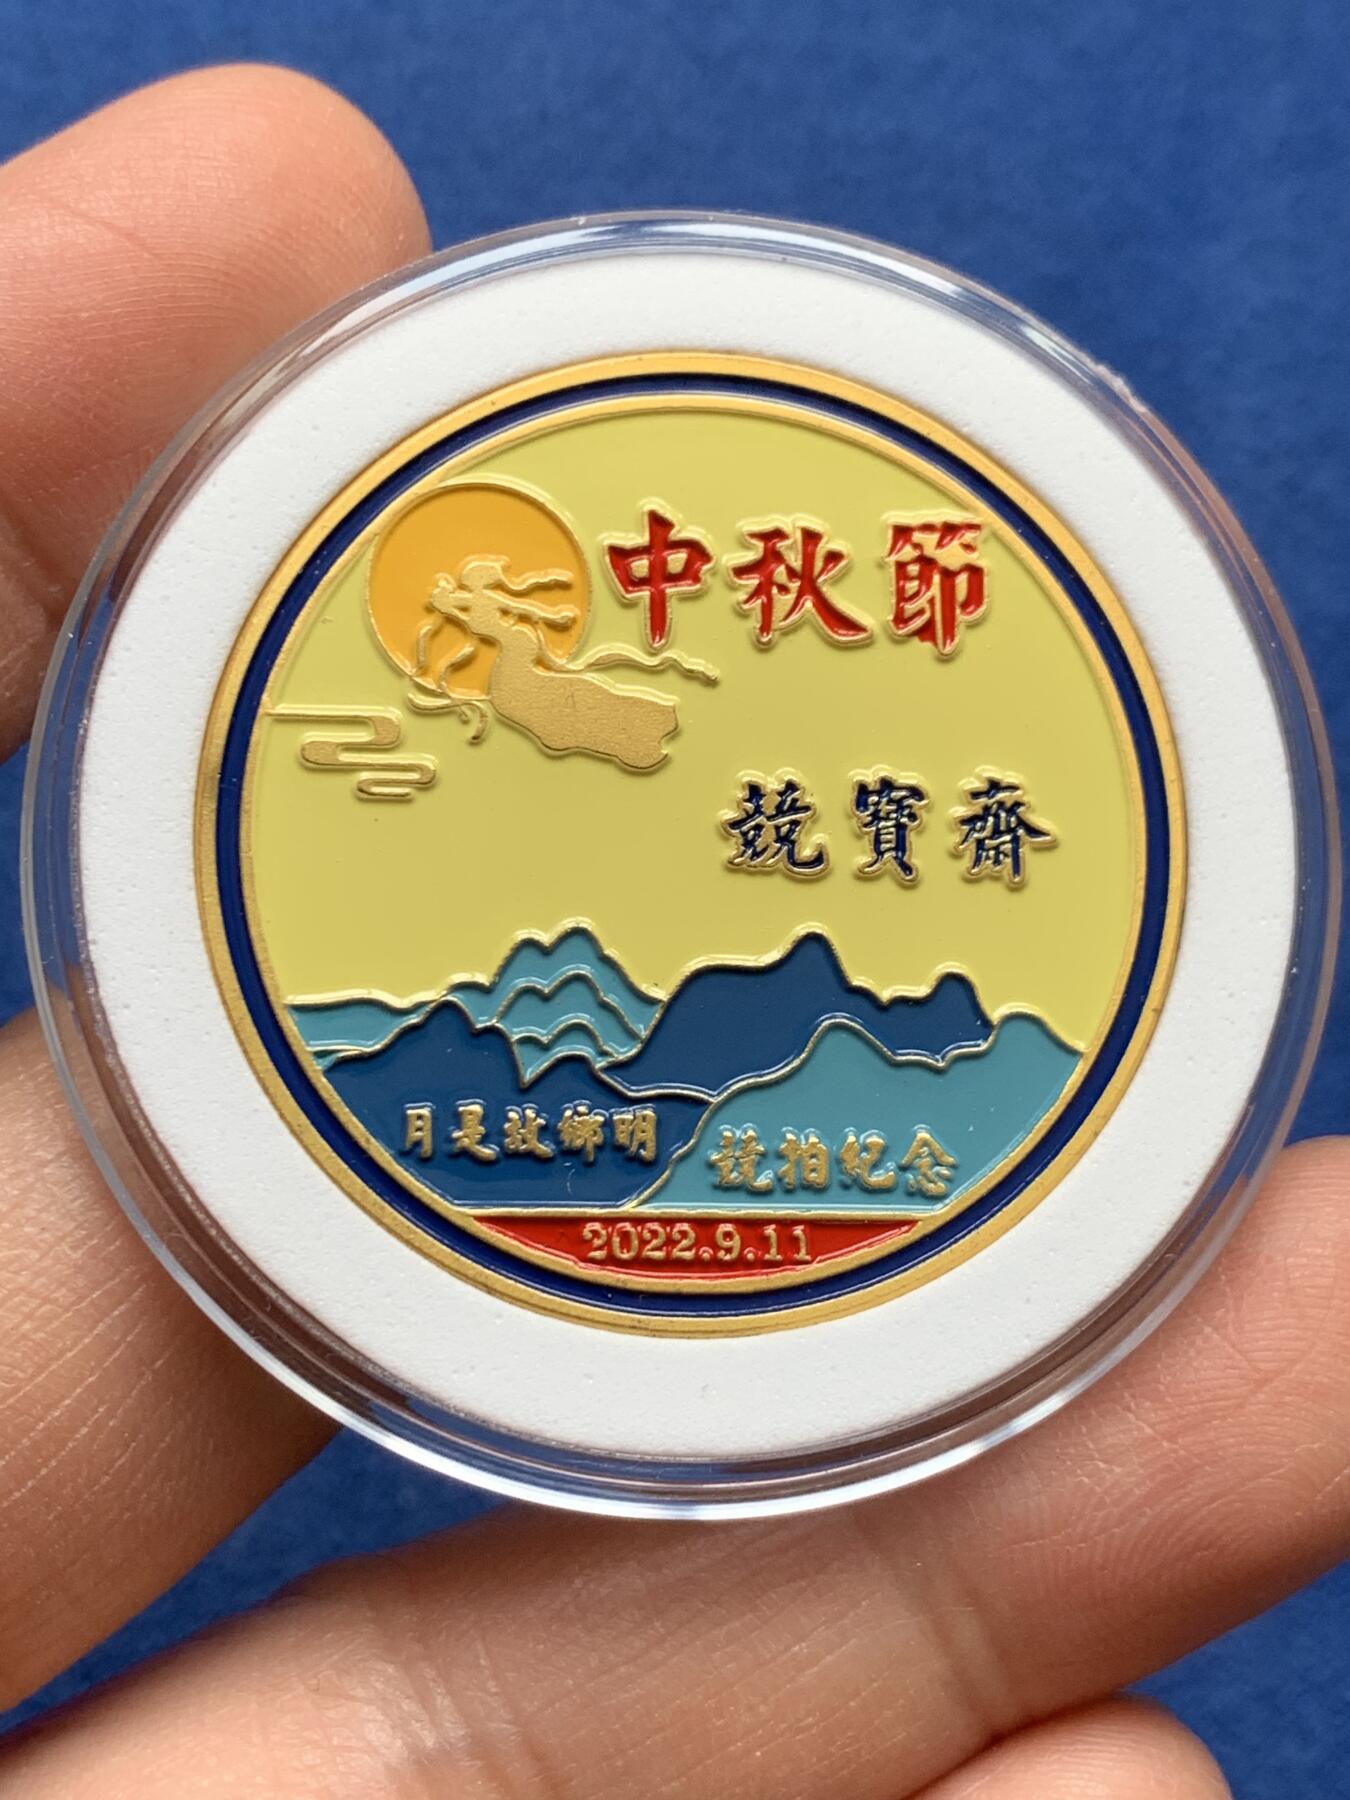 中秋節
競寶齋
月是故鄉明
競拍紀念
2022.9.11